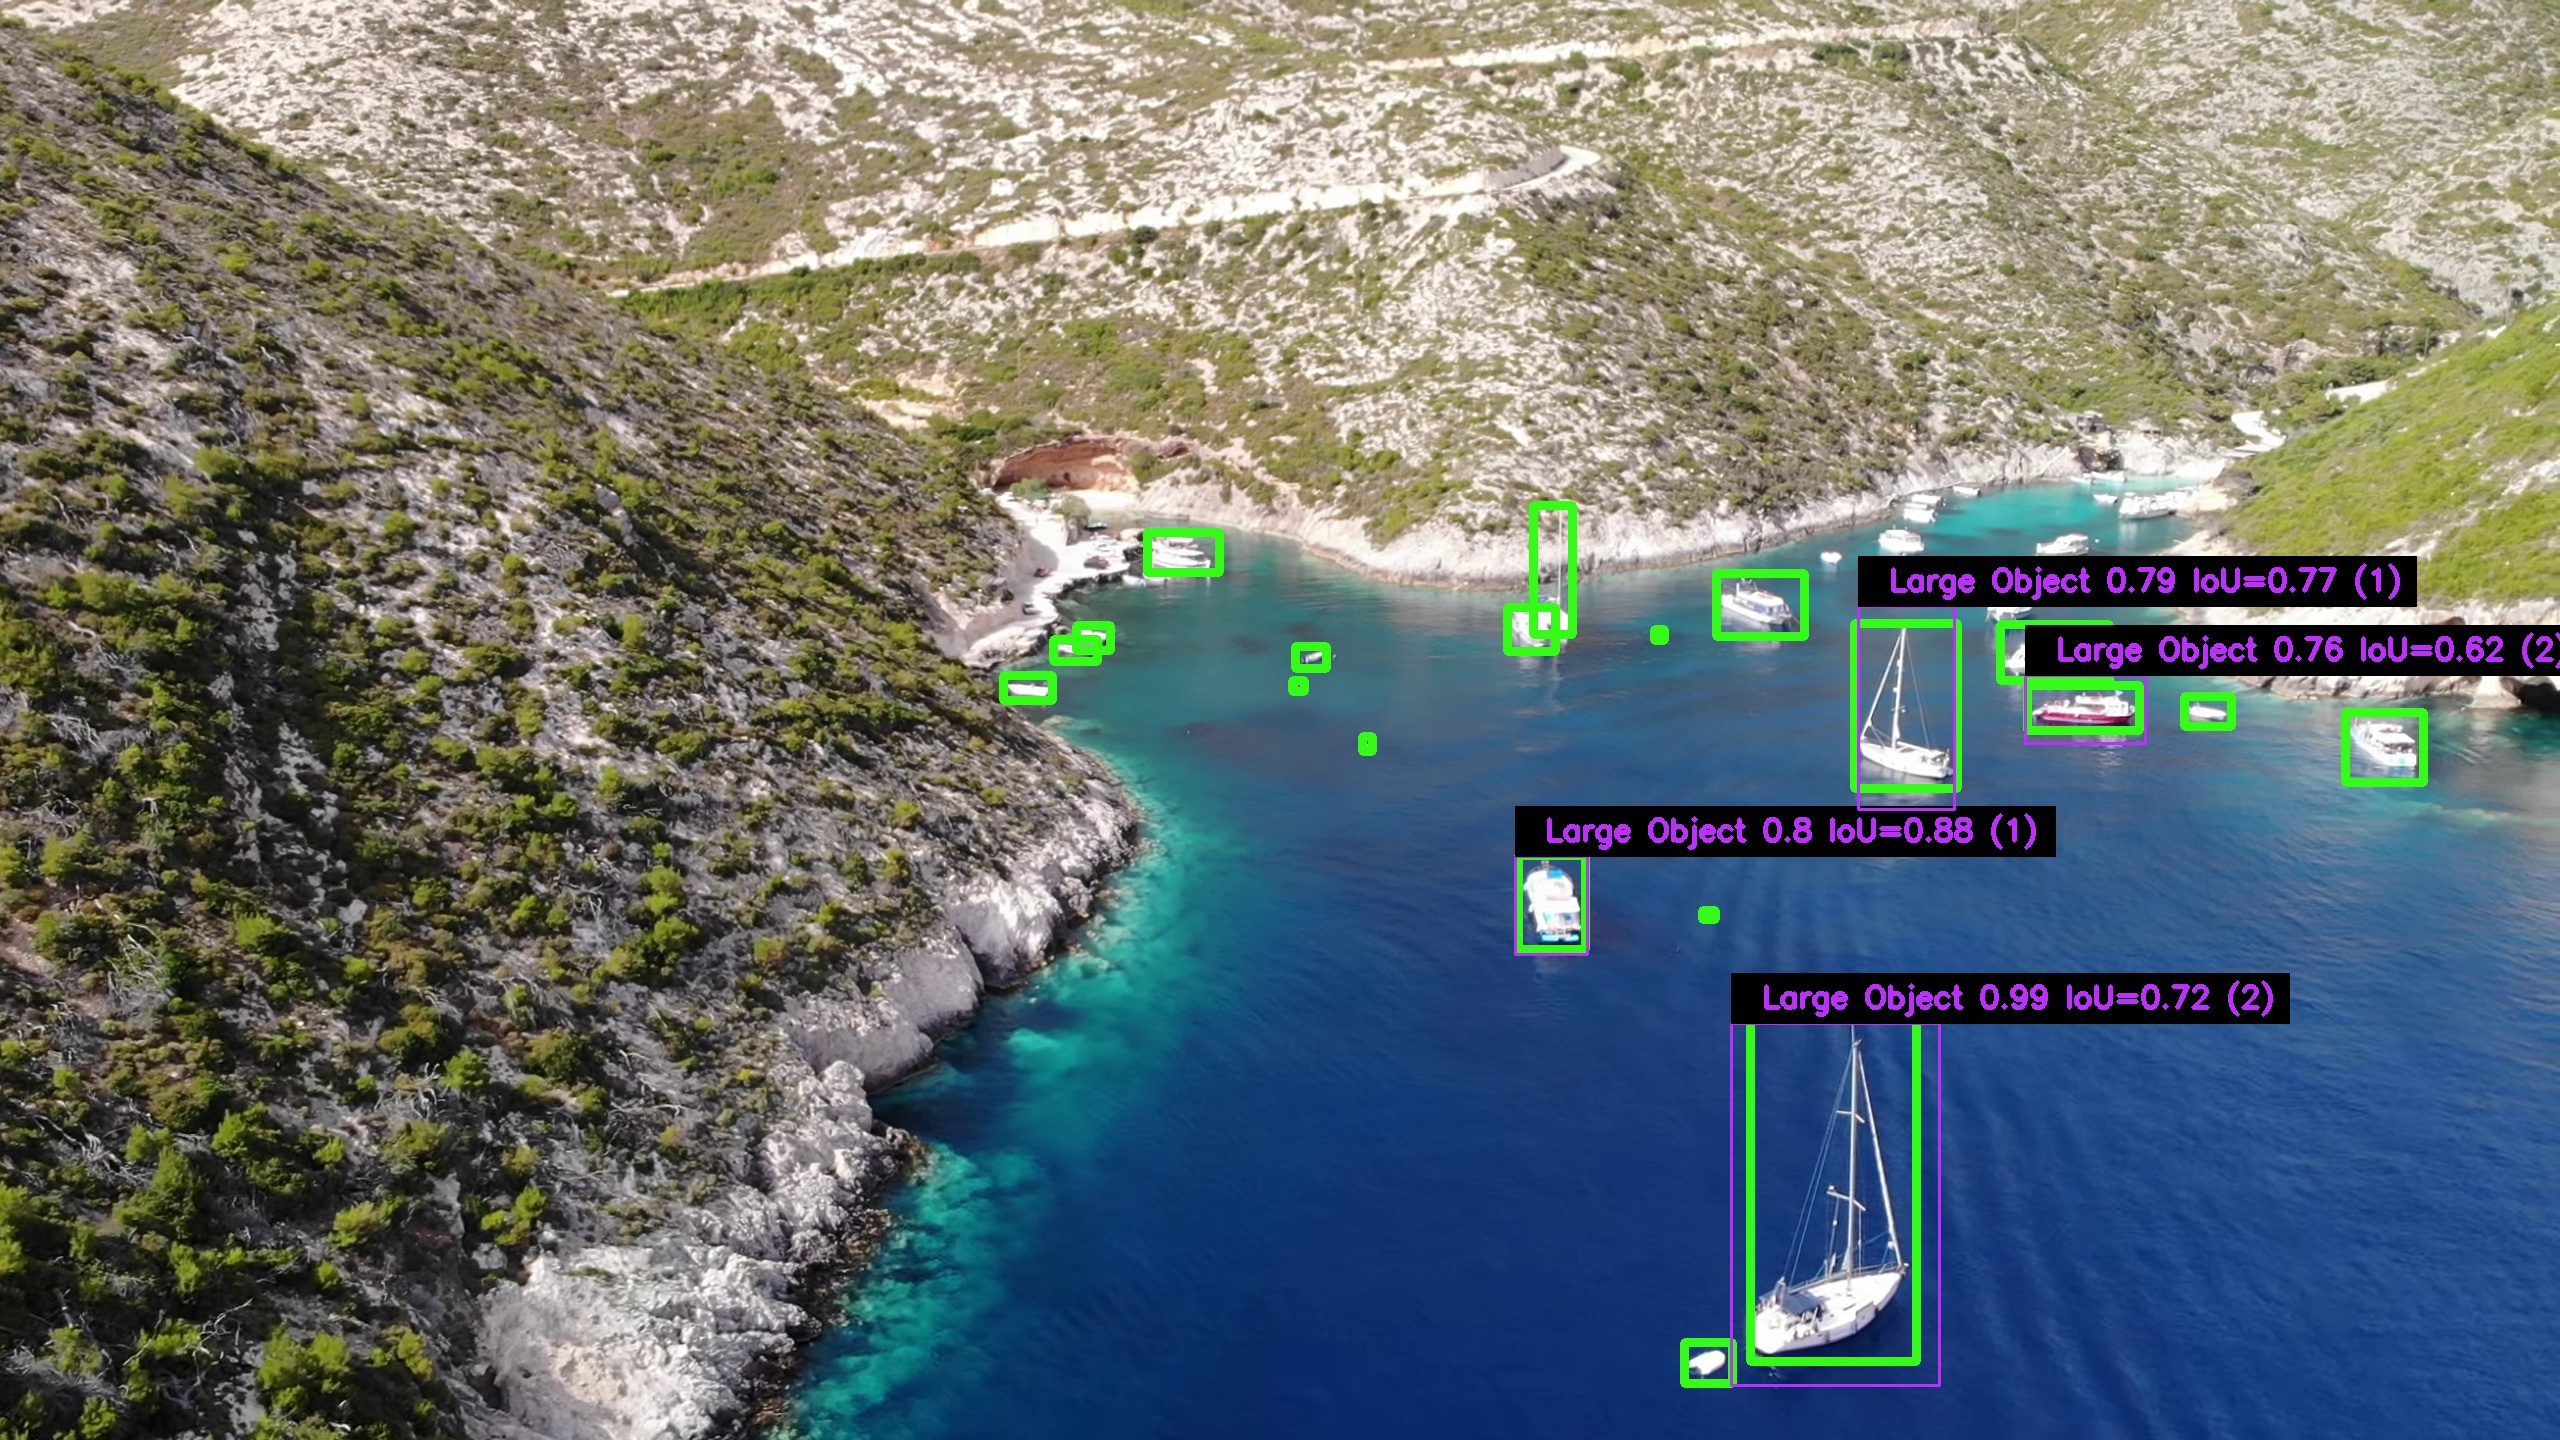 Large Object 0.79 IoU=0.77 (1)
Large Object 0.76 IoU=0.62 (2)
Large Object 0.8 IoU=0.88 (1)
Large Object 0.99 IoU=0.72 (2)